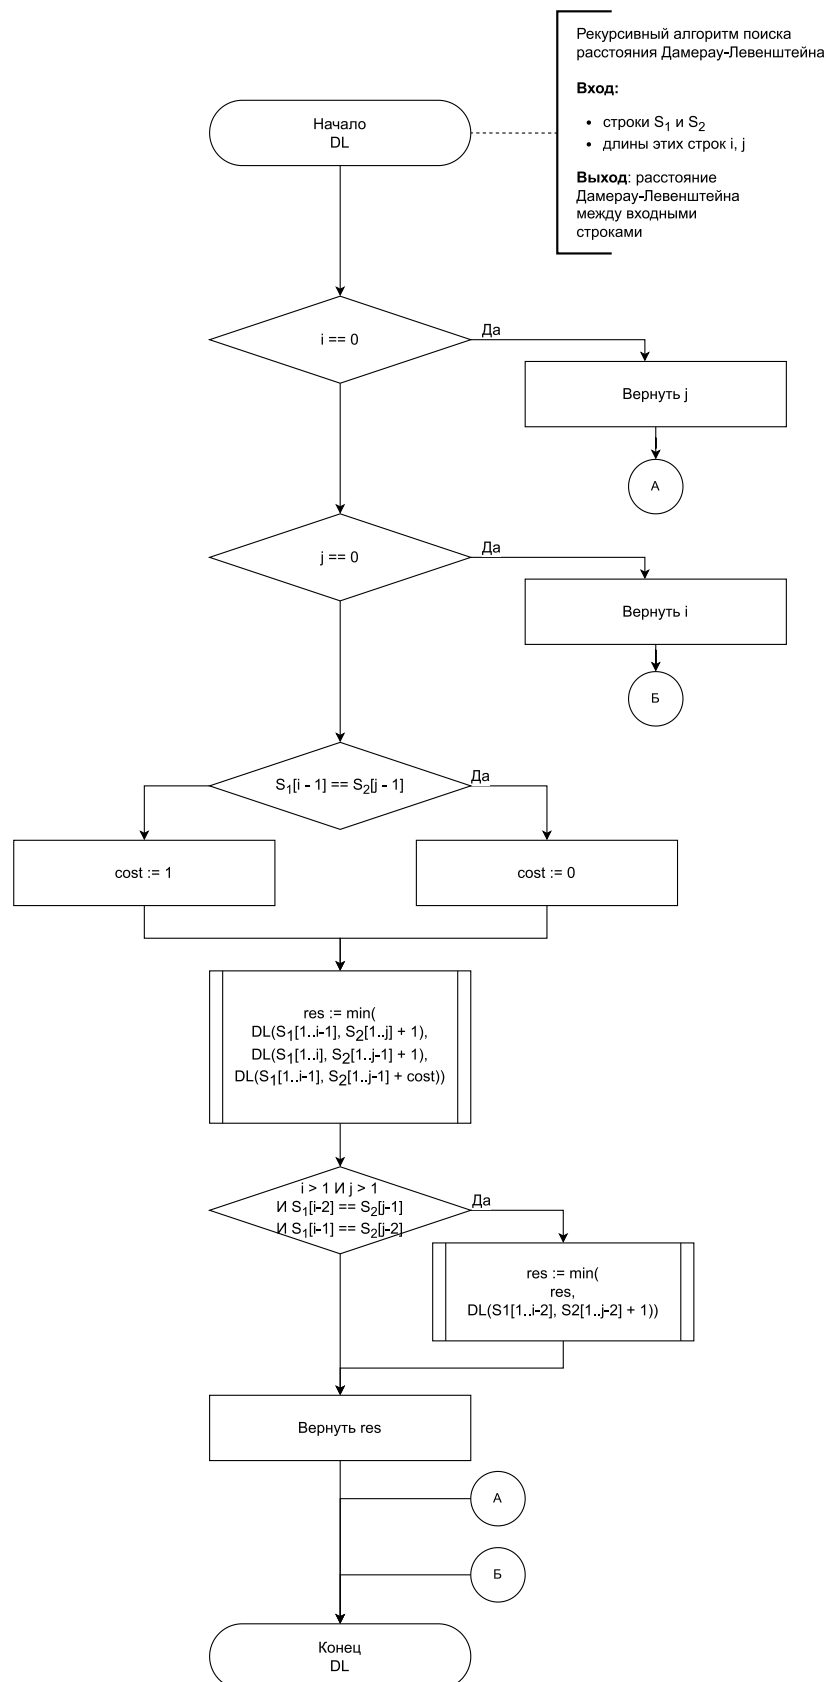 Рекурсивный алгоритм поиска
расстояния Дамерау-Левенштейна
Вход:
• строки S₁ и S₂
• длины этих строк i, j
Выход: расстояние
Дамерау-Левенштейна
между входными
строками
Начало
DL
i == 0
Да
Вернуть j
А
j == 0
Да
Вернуть i
Б
S₁[i - 1] == S₂[j - 1]
Да
cost := 1
cost := 0
res := min(
DL(S₁[1..i-1], S₂[1..j] + 1),
DL(S₁[1..i], S₂[1..j-1] + 1),
DL(S₁[1..i-1], S₂[1..j-1] + cost))
i > 1 И j > 1
И S₁[i-2] == S₂[j-1]
И S₁[i-1] == S₂[j-2]
Да
res := min(
res,
DL(S1[1..i-2], S2[1..j-2] + 1))
Вернуть res
А
Б
Конец
DL